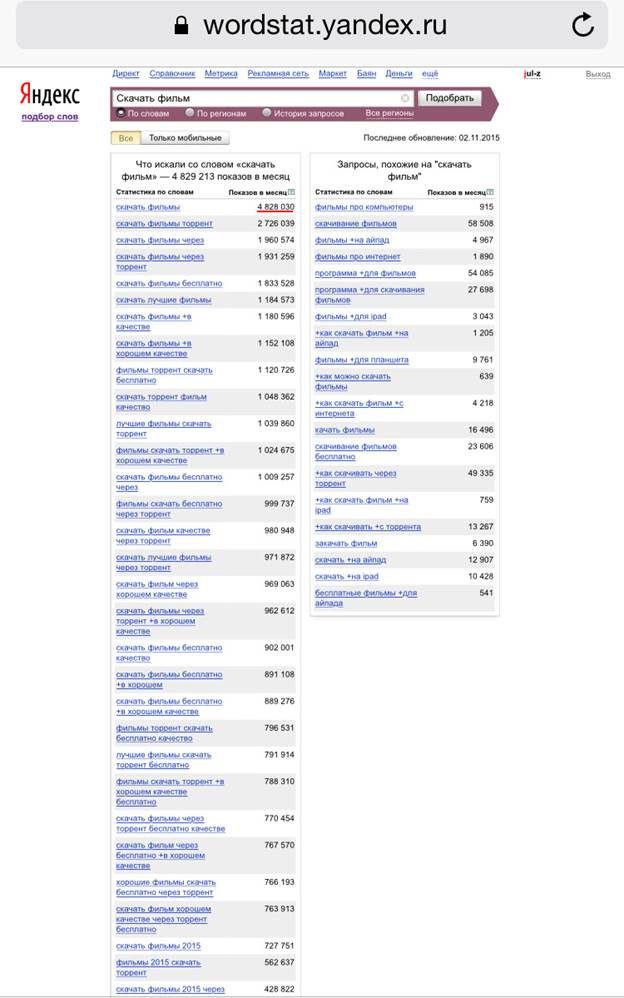 wordstat.yandex.ru
Директ Справочник Метрика Рекламная сеть Маркет Баян Деньги ещё jul-z Выход
Яндекс
подбор слов
Скачать фильм Подобрать
По словам По регионам История запросов Все регионы
Все Только мобильные Последнее обновление: 02.11.2015
Что искали со словом «скачать
фильм» — 4 829 213 показов в месяц
Статистика по словам Показов в месяц
скачать фильмы 4 828 030
скачать фильмы торрент 2 726 039
скачать фильмы через 1 960 574
скачать фильмы через
торрент 1 931 259
скачать фильмы бесплатно 1 833 528
скачать лучшие фильмы 1 184 573
скачать фильмы +в
качестве 1 180 596
скачать фильмы +в
хорошем качестве 1 152 108
фильмы торрент скачать
бесплатно 1 120 726
скачать торрент фильм
качество 1 048 362
лучшие фильмы скачать
торрент 1 039 860
фильмы скачать торрент +в
хорошем качестве 1 024 675
скачать фильмы бесплатно
через 1 009 257
фильмы скачать бесплатно
через торрент 999 737
скачать фильм качестве
через торрент 980 948
скачать лучшие фильмы
через торрент 971 872
скачать фильм через
хорошем качестве 969 063
скачать фильмы через
торрент +в хорошем
качестве 962 612
скачать фильмы бесплатно
качество 902 001
скачать фильмы бесплатно
+в хорошем 891 108
скачать фильмы бесплатно
+в хорошем качестве 889 276
фильмы торрент скачать
бесплатно качество 796 531
лучшие фильмы скачать
торрент бесплатно 791 914
фильмы скачать торрент +в
хорошем качестве
бесплатно 788 310
скачать фильмы через
торрент бесплатно качестве 770 454
скачать фильм через
бесплатно +в хорошем
качестве 767 570
хорошие фильмы скачать
бесплатно через торрент 766 193
скачать фильм хорошем
качестве через торрент
бесплатно 763 913
скачать фильмы 2015 727 751
фильмы 2015 скачать
торрент 562 637
скачать фильмы 2015 через 428 822
Запросы, похожие на "скачать
фильм"
Статистика по словам Показов в месяц
фильмы про компьютеры 915
скачивание фильмов 58 508
фильмы +на айпад 4 967
фильмы про интернет 1 890
программа +для фильмов 54 085
программа +для скачивания
фильмов 27 698
фильмы +для ipad 3 043
+как скачать фильм +на
айпад 1 205
фильмы +для планшета 9 761
+как можно скачать
фильмы 639
+как скачать фильм +с
интернета 4 218
качать фильмы 16 496
скачивание фильмов
бесплатно 23 606
+как скачивать через
торрент 49 335
+как скачать фильм +на
ipad 759
+как скачивать +с торрента 13 267
закачать фильм 6 390
скачать +на айпад 12 907
скачать +на ipad 10 428
бесплатные фильмы +для
айпада 541